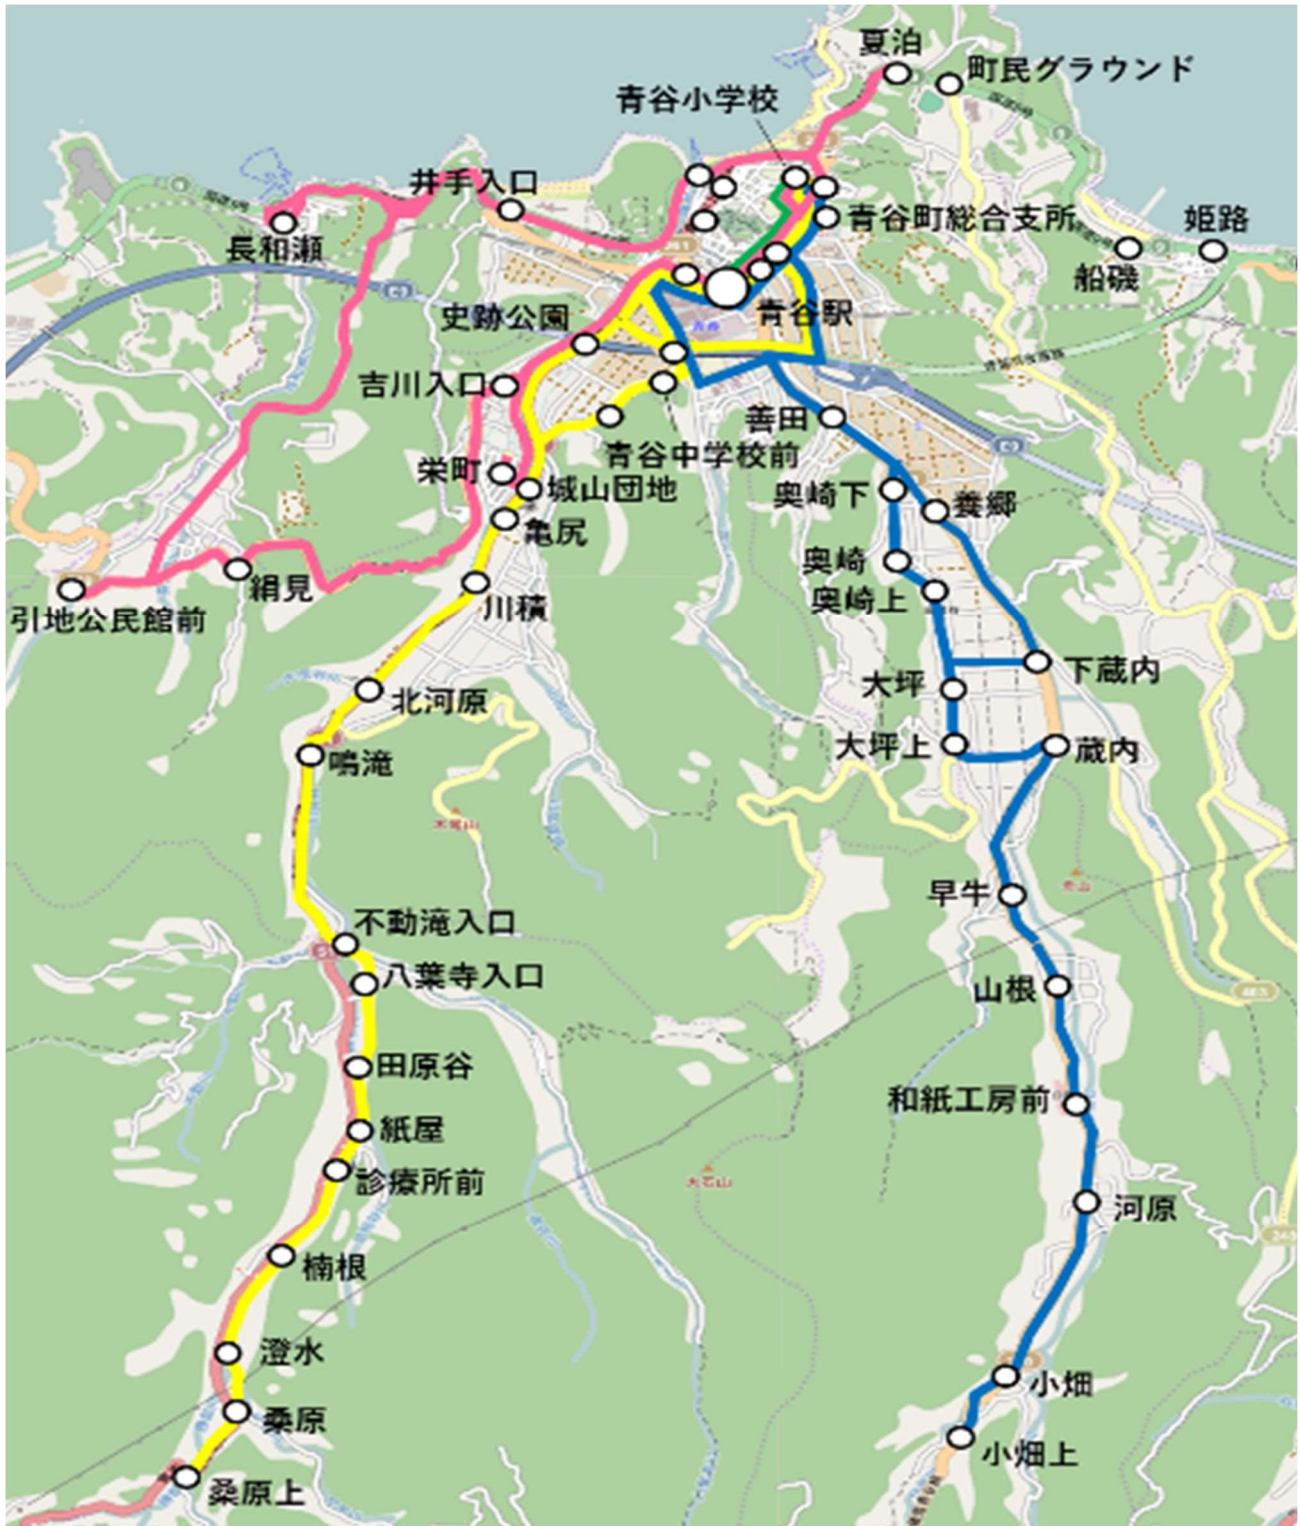 夏泊
町民グラウンド
青谷小学校
井手入口
長和瀬
青谷町総合支所
姫路
船磯
史跡公園
青谷駅
吉川入口
善田
青谷中学校前
栄町
城山団地
奥崎下
養郷
亀尻
奥崎
絹見
川積
奥崎上
引地公民館前
下蔵内
大坪
北河原
大坪上
蔵内
鳴滝
早牛
不動滝入口
八葉寺入口
山根
田原谷
和紙工房前
紙屋
診療所前
河原
楠根
澄水
小畑
桑原
小畑上
桑原上